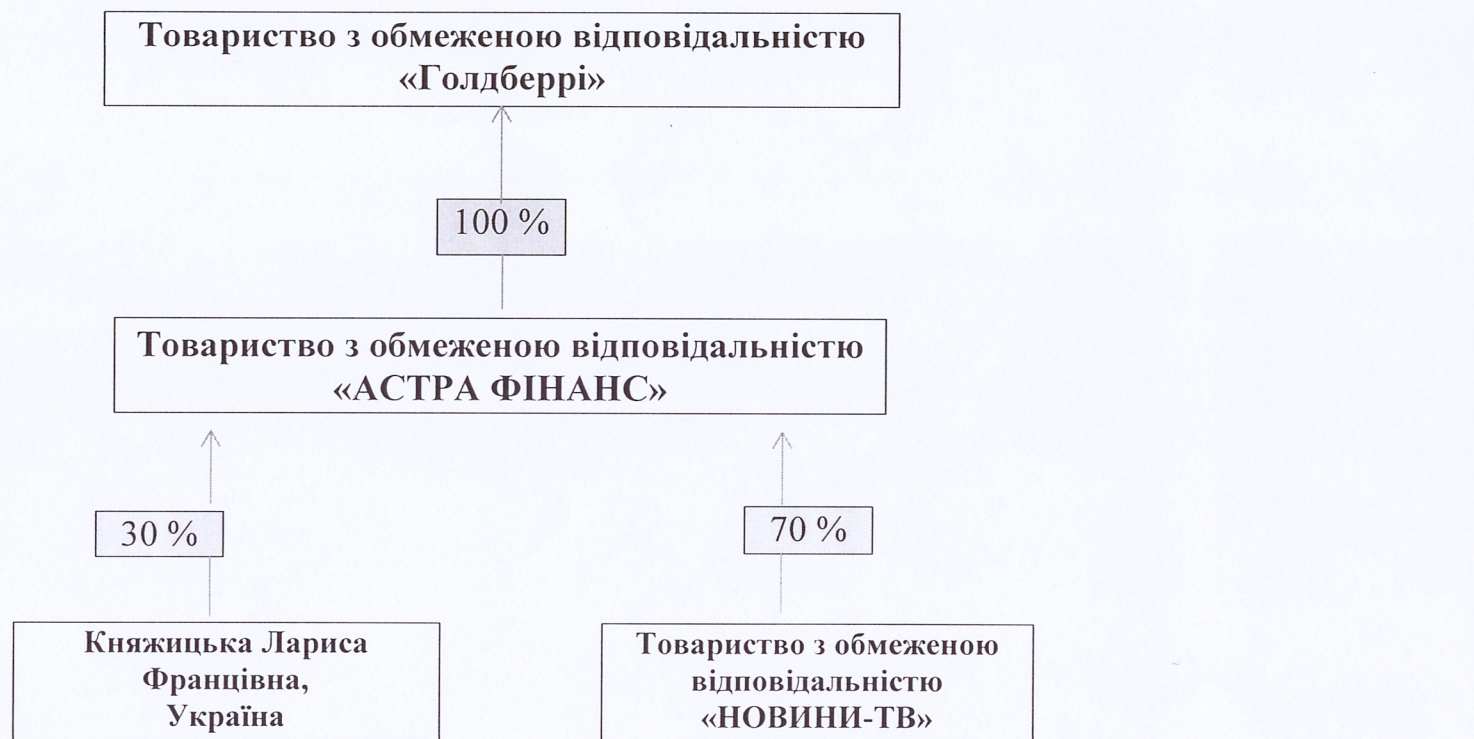 Товариство з обмеженою відповідальністю
«Голдберрі»
100 %
Товариство з обмеженою відповідальністю
«АСТРА ФІНАНС»
30 %
70 %
Княжицька Лариса
Францівна,
Україна
Товариство з обмеженою
відповідальністю
«НОВИНИ-ТВ»